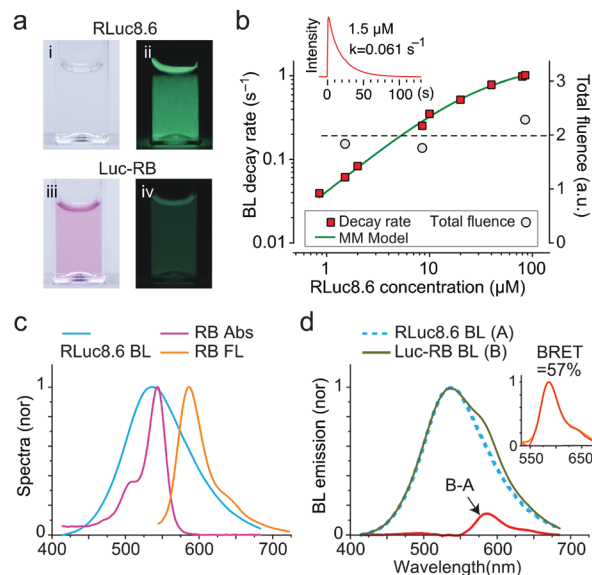 a
RLuc8.6
i
ii
Luc-RB
iii
iv
b
Intensity
1.5 µM
k=0.061 s⁻¹
0
50
100
(s)
BL decay rate (s⁻¹)
1
0.1
0.01
Total fluence (a.u.)
3
2
1
0
Decay rate
Total fluence
MM Model
1
10
100
RLuc8.6 concentration (µM)
c
RLuc8.6 BL
RB Abs
RB FL
Spectra (nor)
1
0
400
500
600
700
d
RLuc8.6 BL (A)
Luc-RB BL (B)
BRET
=57%
1
0
550
650
BL emission (nor)
1
0
B-A
400
500
600
700
Wavelength(nm)